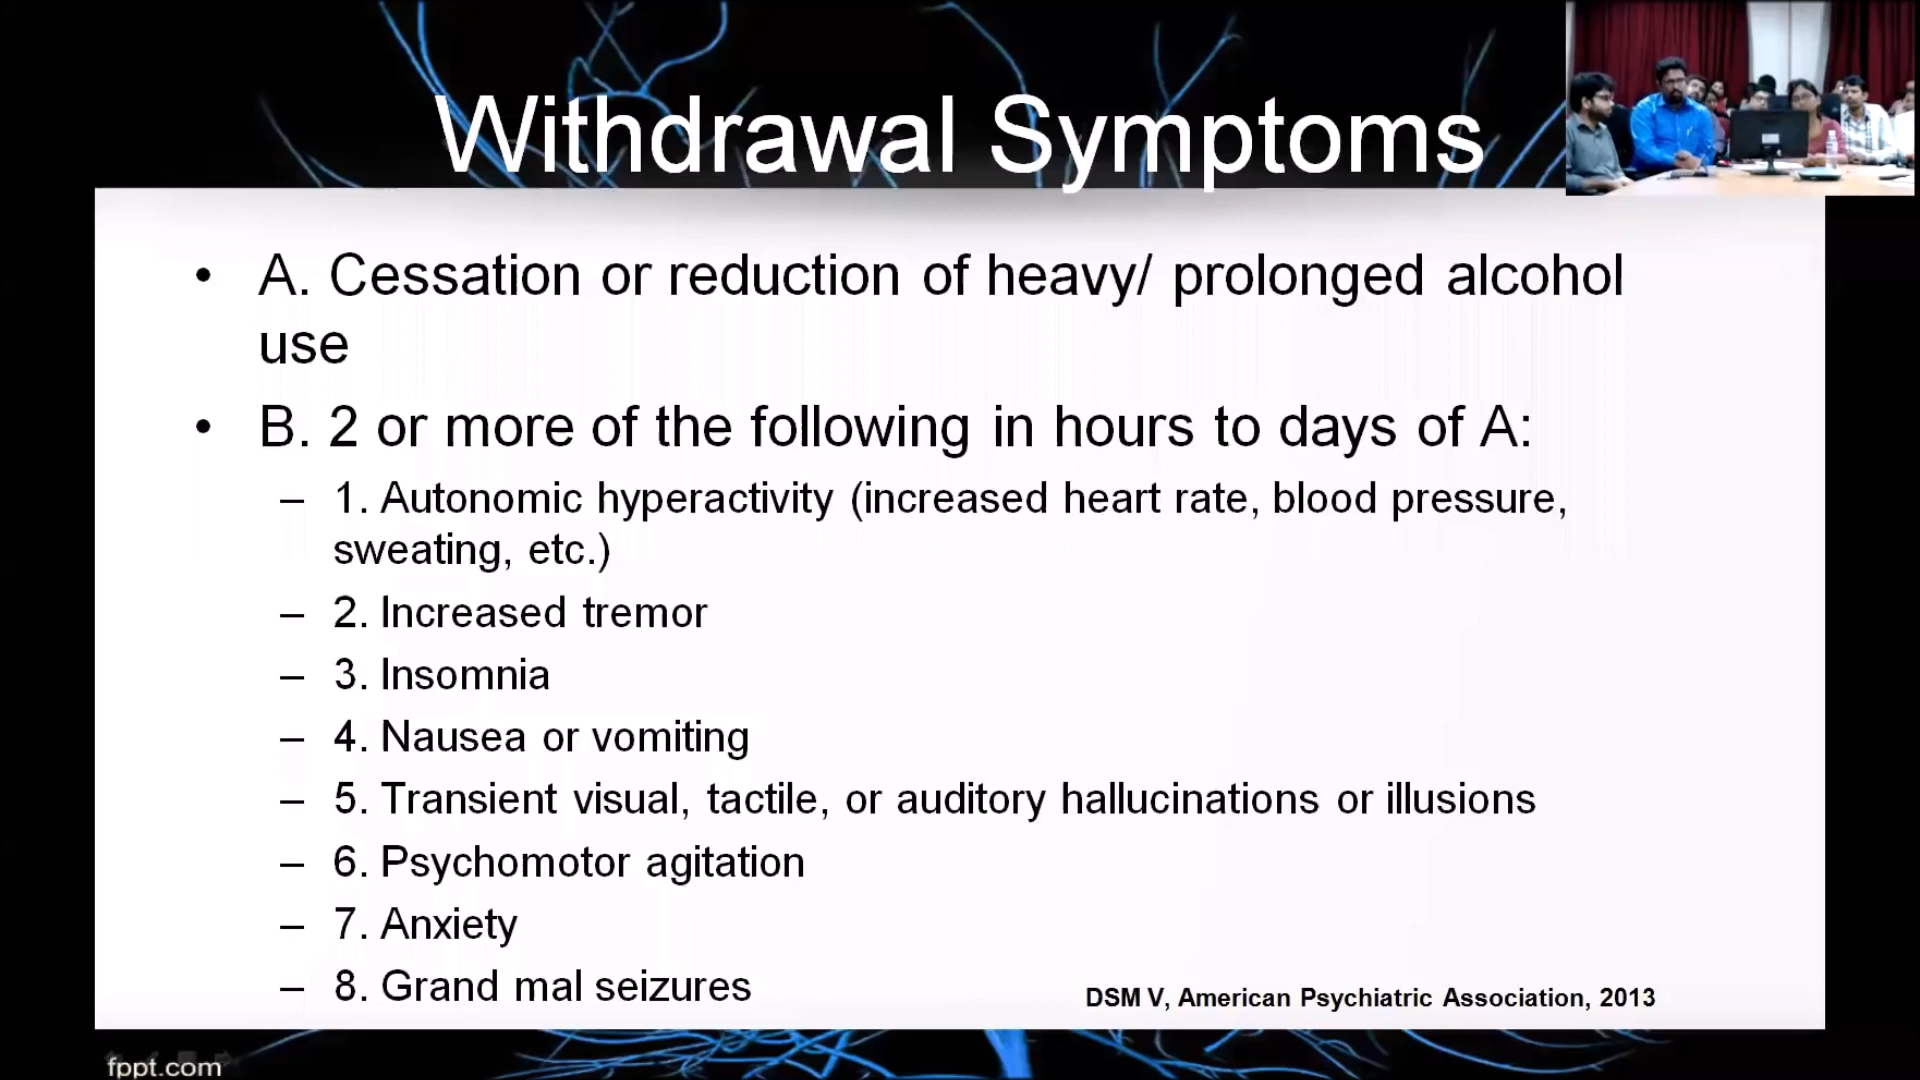 Withdrawal Symptoms
• A. Cessation or reduction of heavy/ prolonged alcohol
use
• B. 2 or more of the following in hours to days of A:
– 1. Autonomic hyperactivity (increased heart rate, blood pressure,
sweating, etc.)
– 2. Increased tremor
– 3. Insomnia
– 4. Nausea or vomiting
– 5. Transient visual, tactile, or auditory hallucinations or illusions
– 6. Psychomotor agitation
– 7. Anxiety
– 8. Grand mal seizures
DSM V, American Psychiatric Association, 2013
fppt.com